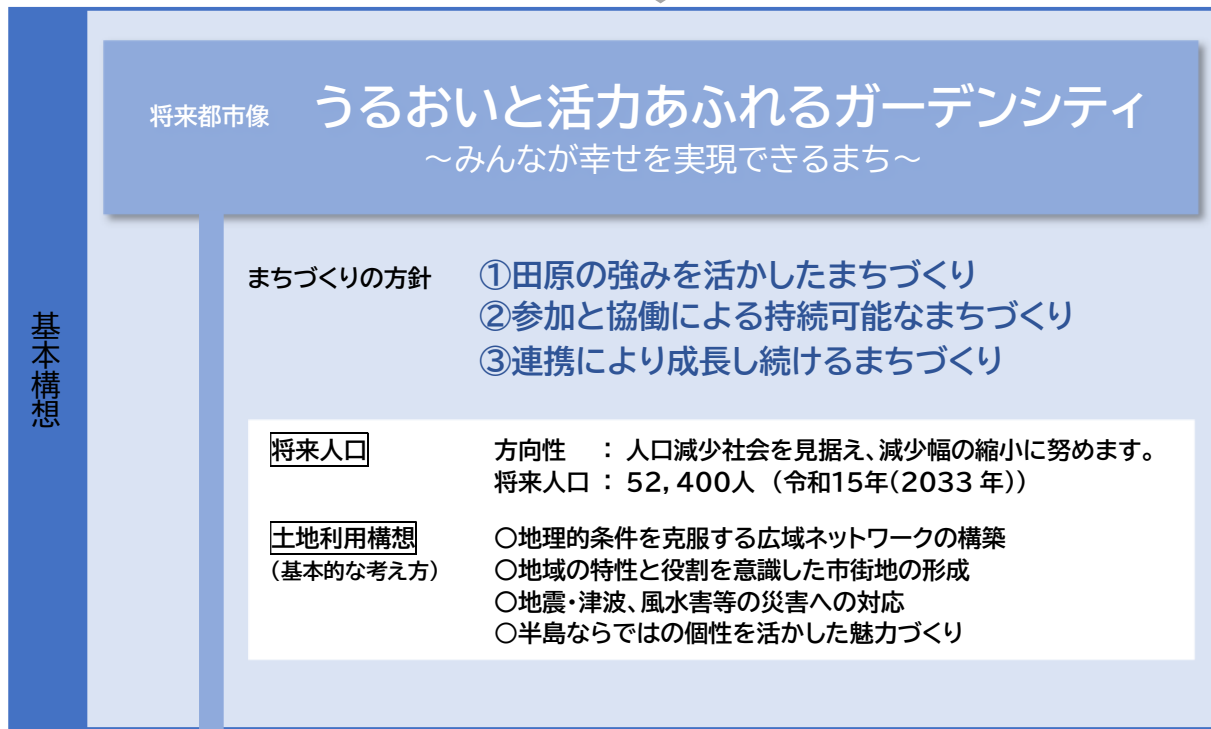 基本構想
将来都市像 うるおいと活力あふれるガーデンシティ
～みんなが幸せを実現できるまち～
まちづくりの方針 ①田原の強みを活かしたまちづくり
②参加と協働による持続可能なまちづくり
③連携により成長し続けるまちづくり
将来人口 方向性 ： 人口減少社会を見据え、減少幅の縮小に努めます。
将来人口 ： 52，400人 （令和15年（2033 年））
土地利用構想 ○地理的条件を克服する広域ネットワークの構築
（基本的な考え方） ○地域の特性と役割を意識した市街地の形成
○地震・津波、風水害等の災害への対応
○半島ならではの個性を活かした魅力づくり